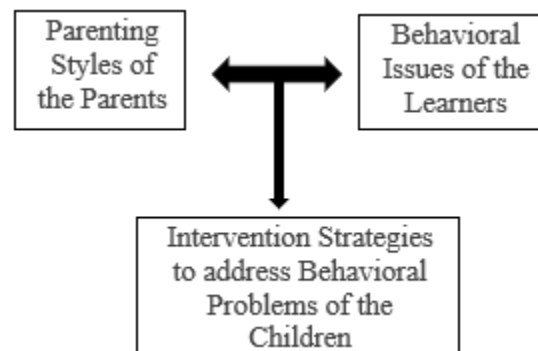 Parenting
Styles of
the Parents
Behavioral
Issues of the
Learners
Intervention Strategies
to address Behavioral
Problems of the
Children